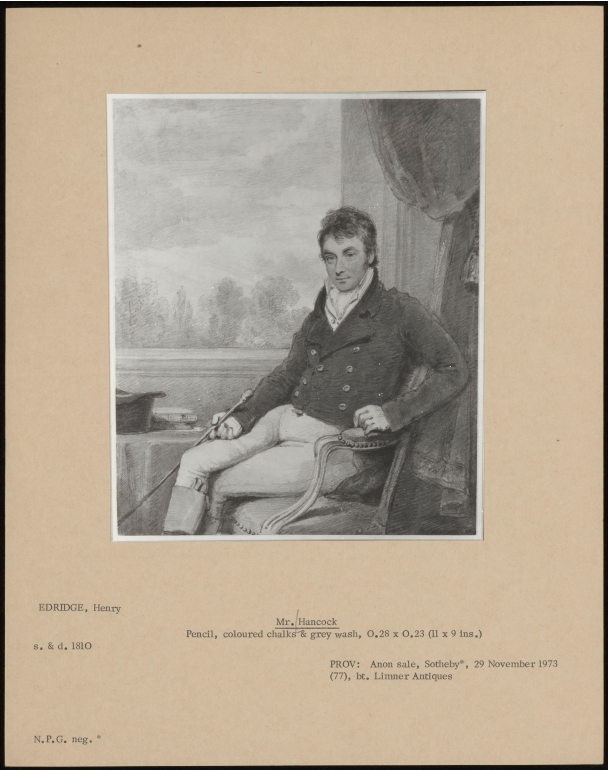 EDRIDGE, Henry
Mr. Hancock
Pencil, coloured chalks & grey wash, 0.28 x 0.23 (11 x 9 ins.)
s. & d. 1810
PROV: Anon sale, Sotheby*, 29 November 1973
(77), bt. Limner Antiques
N.P.G. neg. *